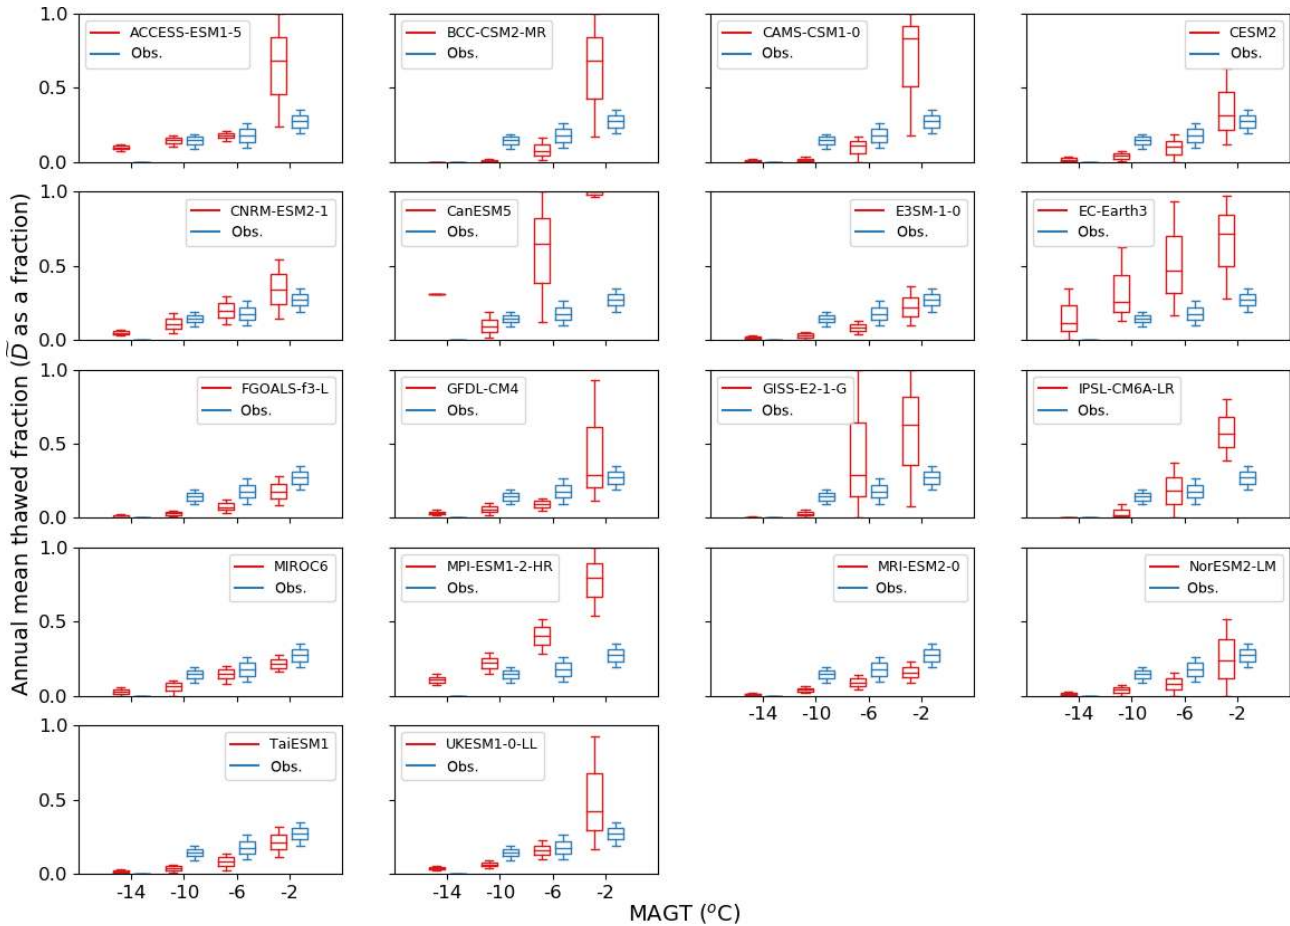 1.0
0.5
0.0
ACCESS-ESM1-5
Obs.
BCC-CSM2-MR
Obs.
CAMS-CSM1-0
Obs.
CESM2
Obs.
1.0
0.5
0.0
CNRM-ESM2-1
Obs.
CanESM5
Obs.
E3SM-1-0
Obs.
EC-Earth3
Obs.
Annual mean thawed fraction (D̃ as a fraction)
1.0
0.5
0.0
FGOALS-f3-L
Obs.
GFDL-CM4
Obs.
GISS-E2-1-G
Obs.
IPSL-CM6A-LR
Obs.
1.0
0.5
0.0
MIROC6
Obs.
MPI-ESM1-2-HR
Obs.
MRI-ESM2-0
Obs.
NorESM2-LM
Obs.
-14 -10 -6 -2
-14 -10 -6 -2
1.0
0.5
0.0
TaiESM1
Obs.
UKESM1-0-LL
Obs.
-14 -10 -6 -2
-14 -10 -6 -2
MAGT (°C)